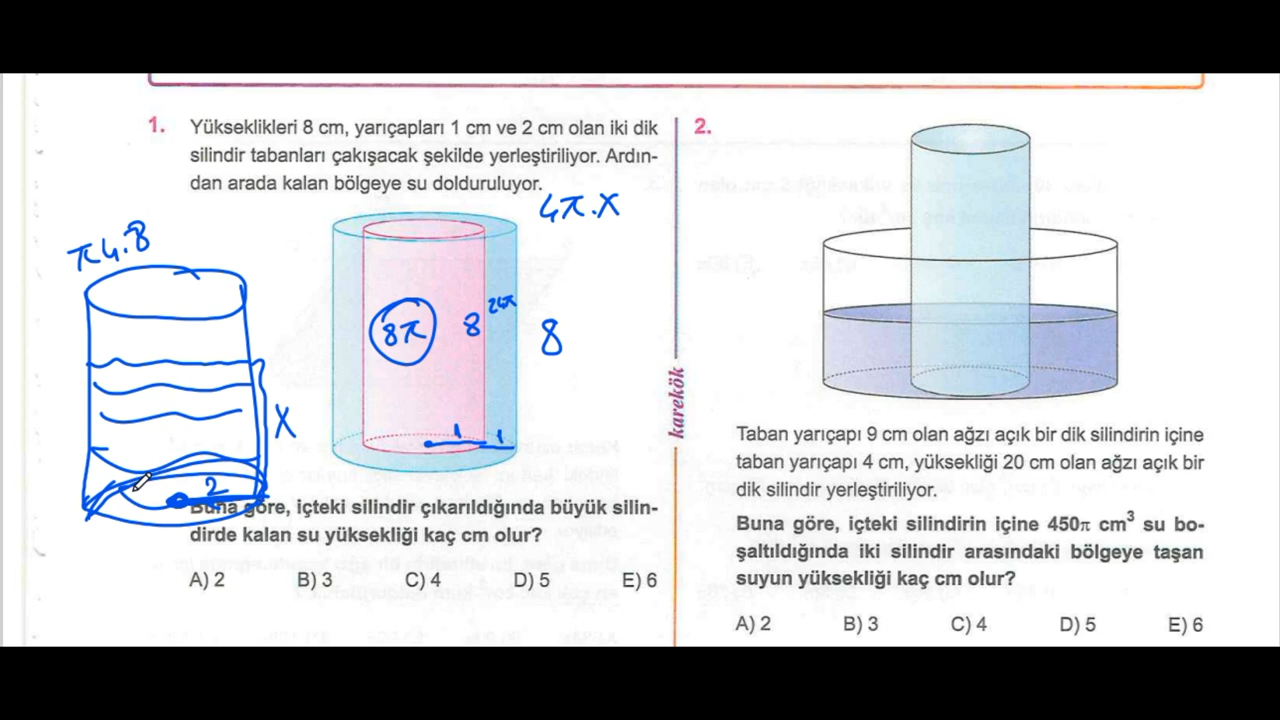 1.
Yükseklikleri 8 cm, yarıçapları 1 cm ve 2 cm olan iki dik
silindir tabanları çakışacak şekilde yerleştiriliyor. Ardın-
dan arada kalan bölgeye su dolduruluyor.
4π.x
π4.8
8π
8
24π
8
x
1
1
2
Buna göre, içteki silindir çıkarıldığında büyük silin-
dirde kalan su yüksekliği kaç cm olur?
A) 2 B) 3 C) 4 D) 5 E) 6
karekök
2.
Taban yarıçapı 9 cm olan ağzı açık bir dik silindirin içine
taban yarıçapı 4 cm, yüksekliği 20 cm olan ağzı açık bir
dik silindir yerleştiriliyor.
Buna göre, içteki silindirin içine 450π cm³ su bo-
şaltıldığında iki silindir arasındaki bölgeye taşan
suyun yüksekliği kaç cm olur?
A) 2 B) 3 C) 4 D) 5 E) 6